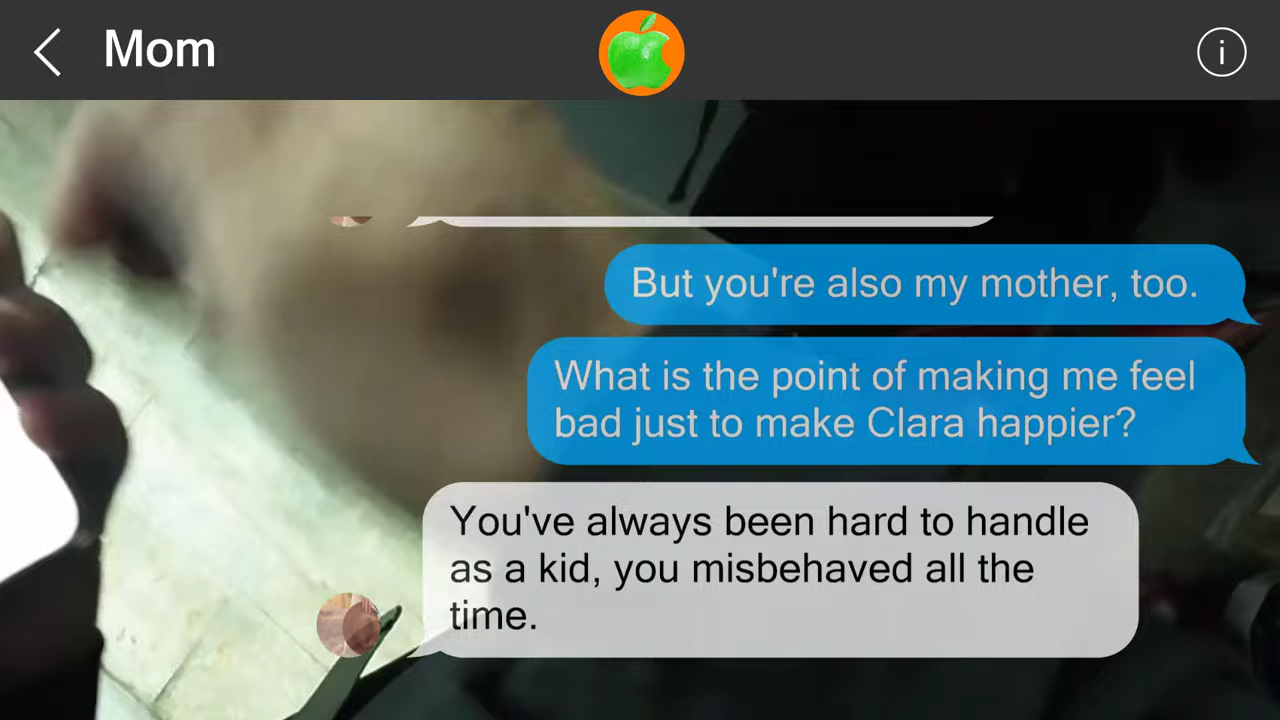 Mom
i
But you're also my mother, too.
What is the point of making me feel
bad just to make Clara happier?
You've always been hard to handle
as a kid, you misbehaved all the
time.